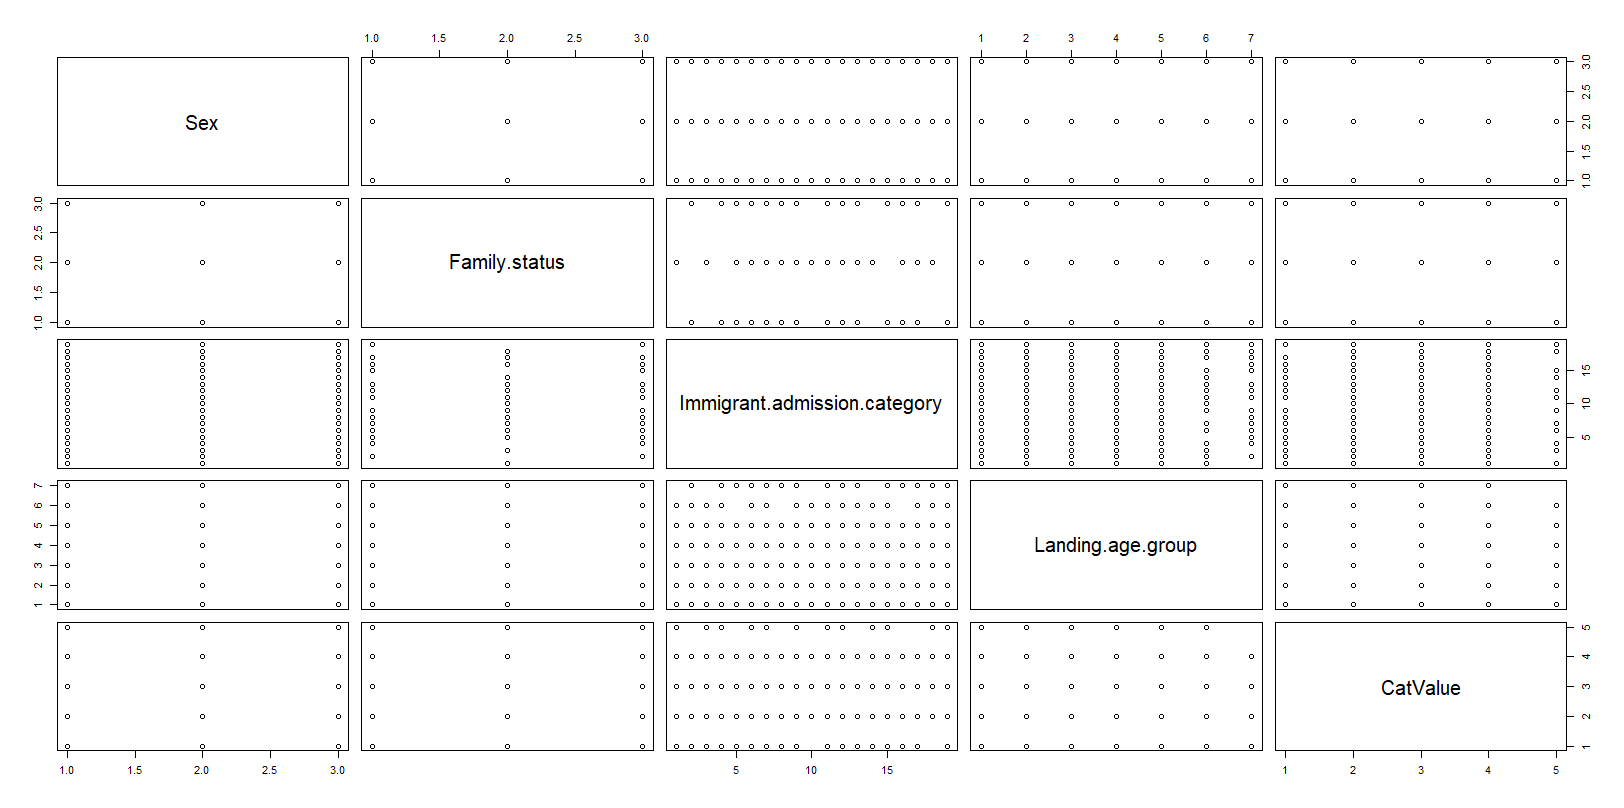 1.0 1.5 2.0 2.5 3.0 1 2 3 4 5 6 7
Sex
1.0 1.5 2.0 2.5 3.0
1.0 1.5 2.0 2.5 3.0
Family.status
Immigrant.admission.category
5 10 15
1 2 3 4 5 6 7
Landing.age.group
CatValue
1 2 3 4 5
1.0 1.5 2.0 2.5 3.0 5 10 15 1 2 3 4 5